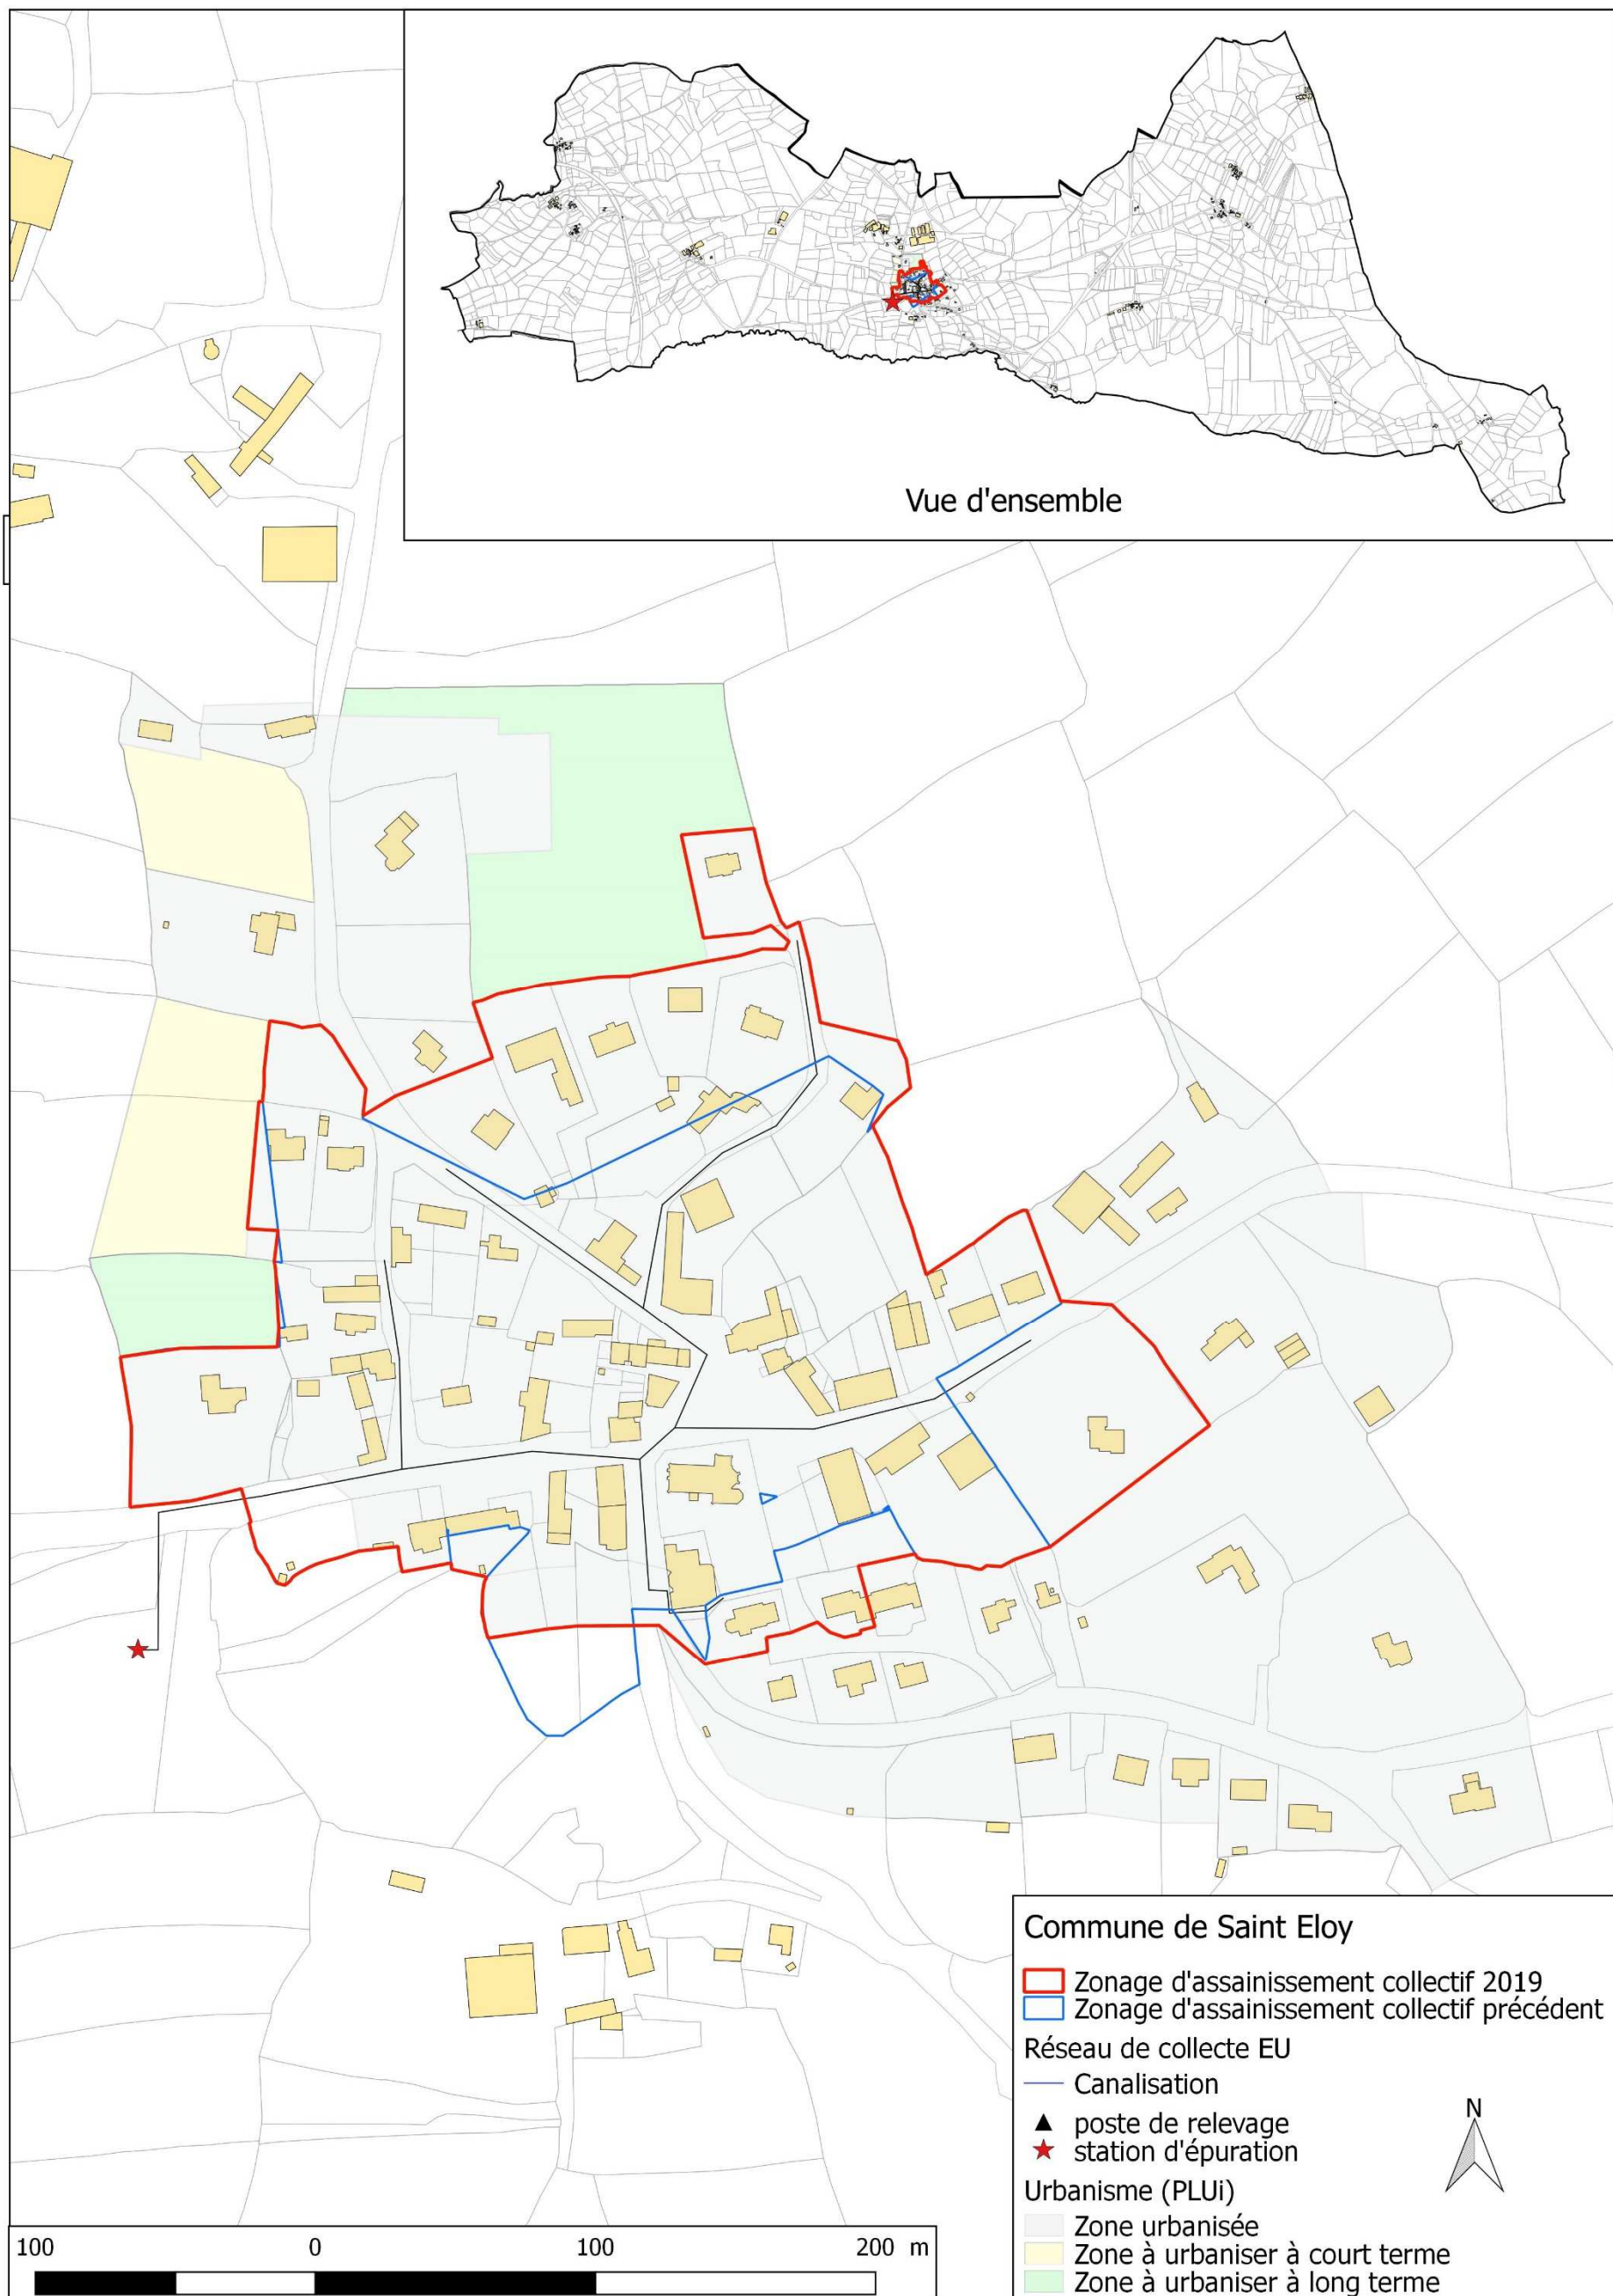 Vue d'ensemble
Commune de Saint Eloy
Zonage d'assainissement collectif 2019
Zonage d'assainissement collectif précédent
Réseau de collecte EU
Canalisation
poste de relevage
station d'épuration
N
Urbanisme (PLUi)
Zone urbanisée
Zone à urbaniser à court terme
Zone à urbaniser à long terme
100 0 100 200 m